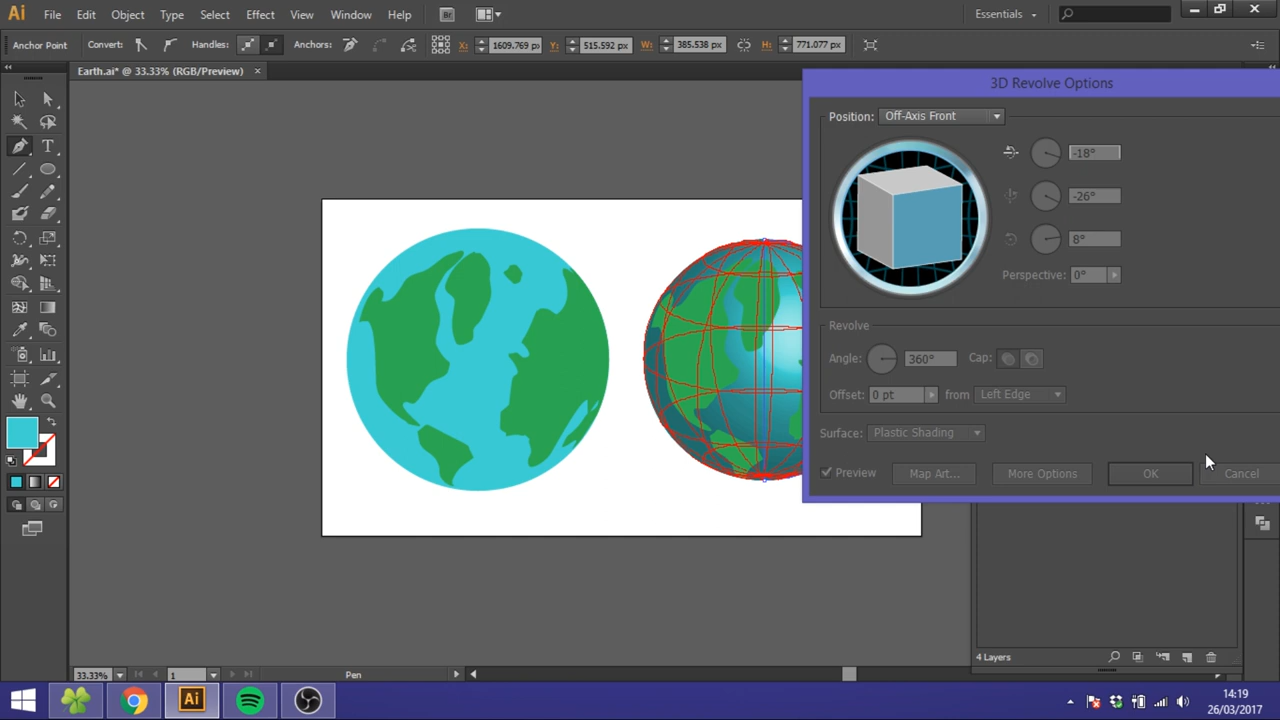 Ai File Edit Object Type Select Effect View Window Help Br Essentials
Anchor Point Convert: Handles: Anchors: X: 1609.769 px Y: 515.592 px W: 385.538 px H: 771.077 px
Earth.ai* @ 33.33% (RGB/Preview) ×
3D Revolve Options
Position: Off-Axis Front
-18°
-26°
8°
Perspective: 0°
Revolve
Angle: 360° Cap:
Offset: 0 pt from Left Edge
Surface: Plastic Shading
Preview Map Art... More Options OK Cancel
4 Layers
33.33% 1 Pen
Ai 14:19
26/03/2017